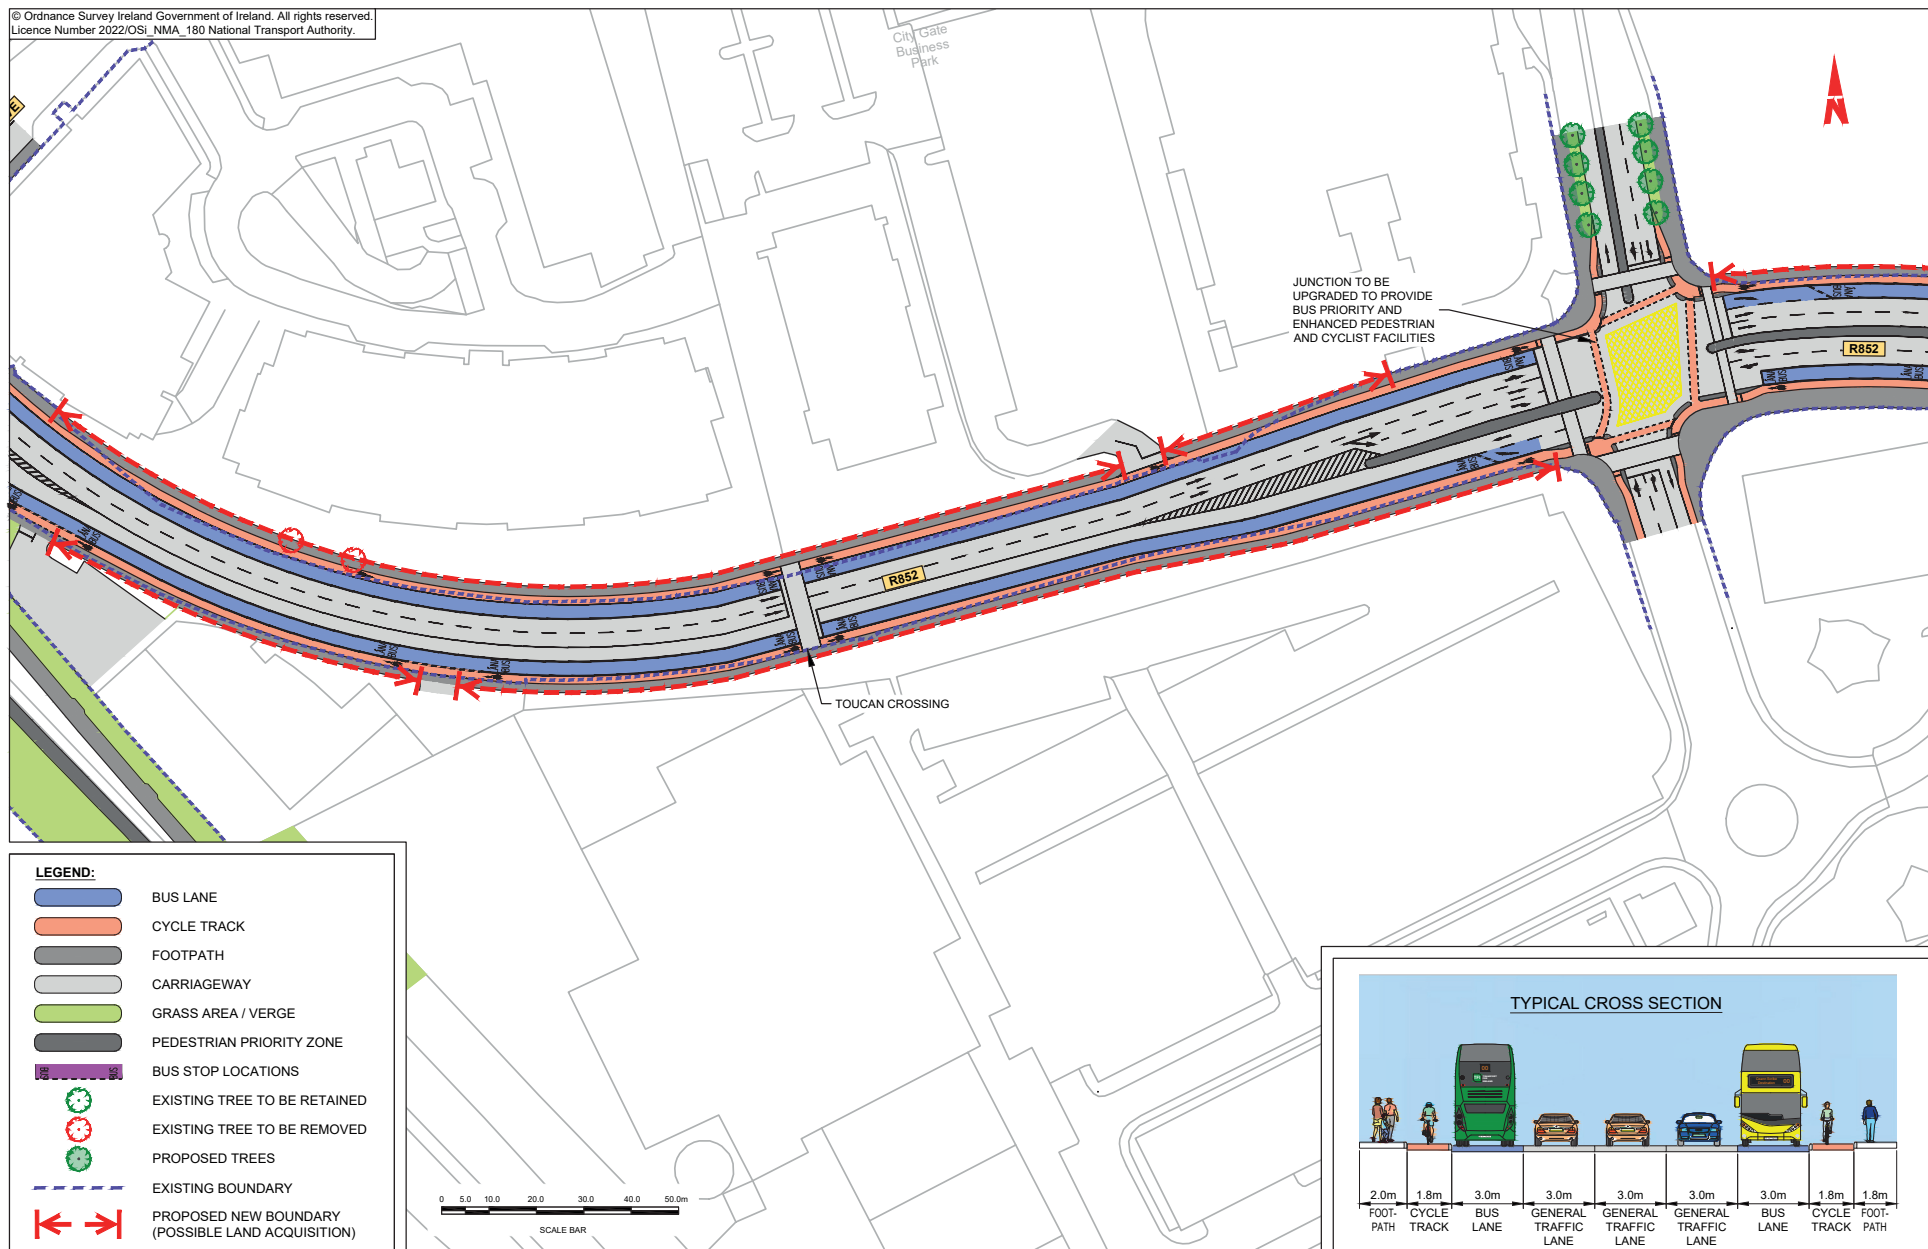 © Ordnance Survey Ireland Government of Ireland. All rights reserved.
Licence Number 2022/OSi_NMA_180 National Transport Authority.
City Gate
Business
Park
JUNCTION TO BE
UPGRADED TO PROVIDE
BUS PRIORITY AND
ENHANCED PEDESTRIAN
AND CYCLIST FACILITIES
N
R852
R852
TOUCAN CROSSING
LEGEND:
BUS LANE
CYCLE TRACK
FOOTPATH
CARRIAGEWAY
GRASS AREA / VERGE
PEDESTRIAN PRIORITY ZONE
BUS BUS
BUS STOP LOCATIONS
EXISTING TREE TO BE RETAINED
EXISTING TREE TO BE REMOVED
PROPOSED TREES
EXISTING BOUNDARY
PROPOSED NEW BOUNDARY
(POSSIBLE LAND ACQUISITION)
0 5.0 10.0 20.0 30.0 40.0 50.0m
SCALE BAR
TYPICAL CROSS SECTION
2.0m 1.8m 3.0m 3.0m 3.0m 3.0m 3.0m 1.8m 1.8m
FOOT- CYCLE BUS GENERAL GENERAL GENERAL BUS CYCLE FOOT-
PATH TRACK LANE TRAFFIC TRAFFIC TRAFFIC LANE TRACK PATH
LANE LANE LANE